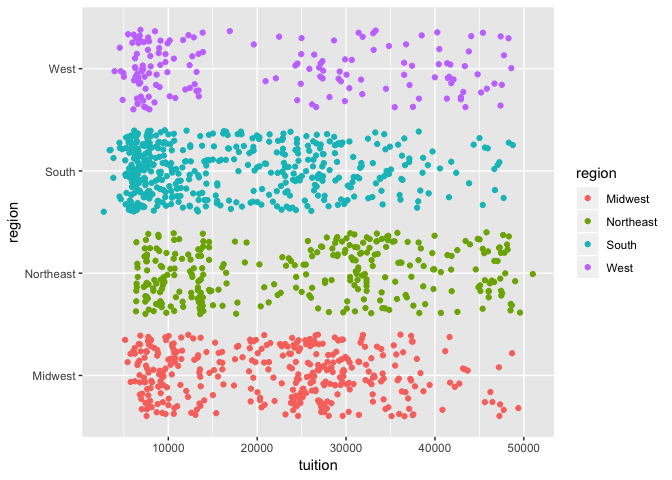 West
South
Northeast
Midwest
region
10000 20000 30000 40000 50000
tuition
region
Midwest
Northeast
South
West